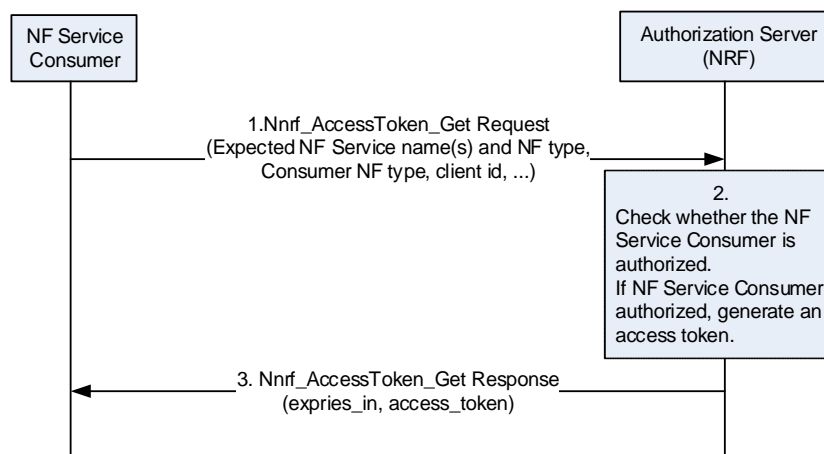 NF Service
Consumer
Authorization Server
(NRF)
1.Nnrf_AccessToken_Get Request
(Expected NF Service name(s) and NF type,
Consumer NF type, client id, ...)
2.
Check whether the NF
Service Consumer is
authorized.
If NF Service Consumer
authorized, generate an
access token.
3. Nnrf_AccessToken_Get Response
(expries_in, access_token)